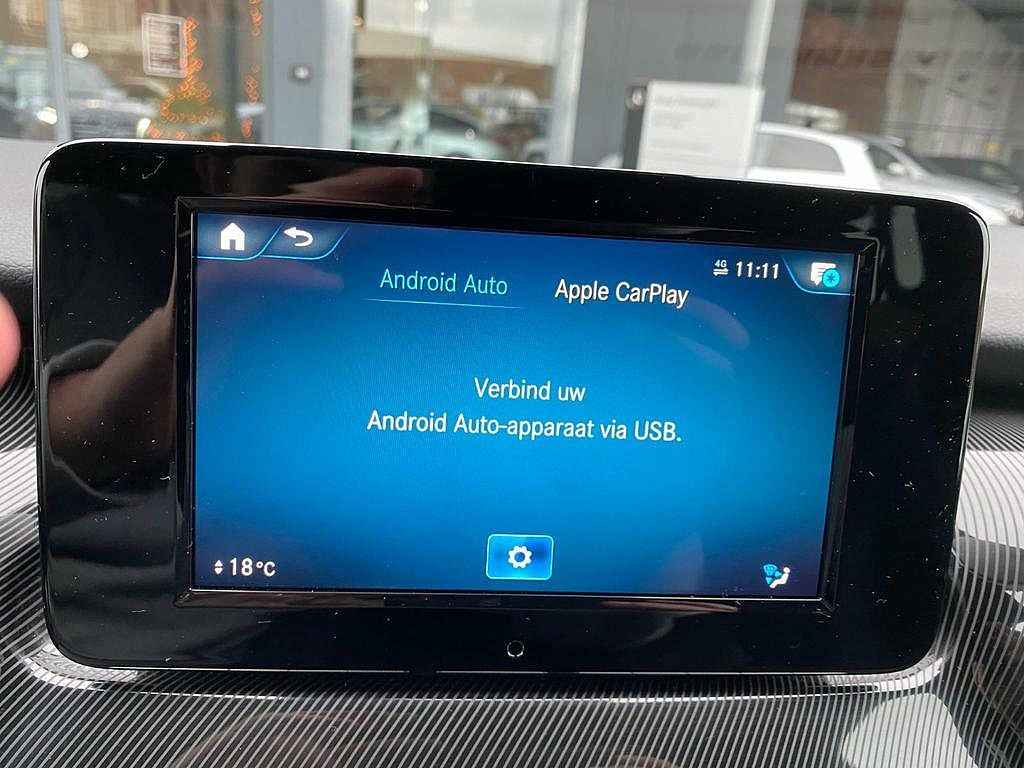 4G
11:11
Android Auto
Apple CarPlay
Verbind uw
Android Auto-apparaat via USB.
18°C